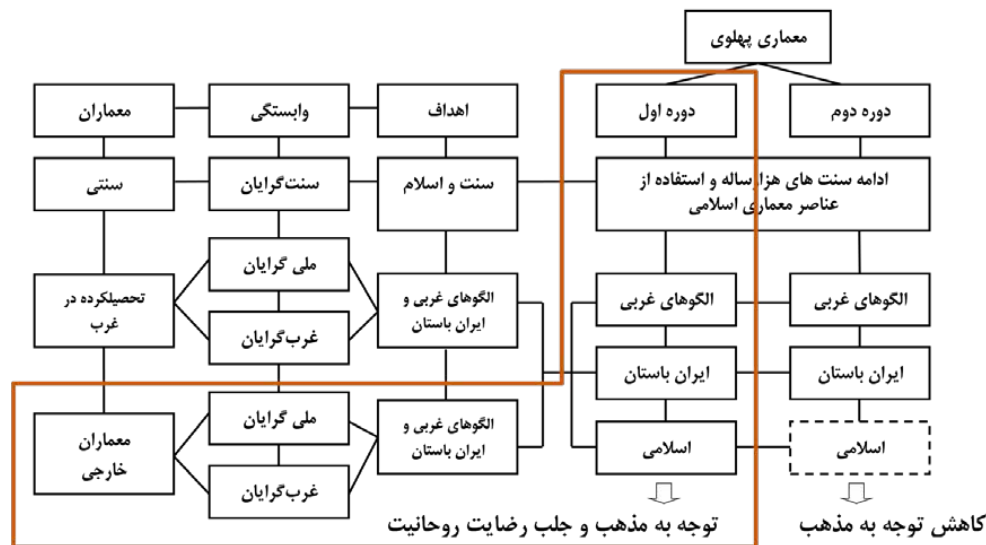 معماری پهلوی
دوره دوم
دوره اول
اهداف
وابستگی
معماران
ادامه سنت های هزارساله و استفاده از
عناصر معماری اسلامی
سنت و اسلام
سنت‌گرایان
سنتی
ملی گرایان
الگوهای غربی
الگوهای غربی
الگوهای غربی و
ایران باستان
تحصیلکرده در
غرب
غرب‌گرایان
ایران باستان
ایران باستان
ملی گرایان
الگوهای غربی و
ایران باستان
معماران
خارجی
اسلامی
اسلامی
غرب‌گرایان
کاهش توجه به مذهب
توجه به مذهب و جلب رضایت روحانیت